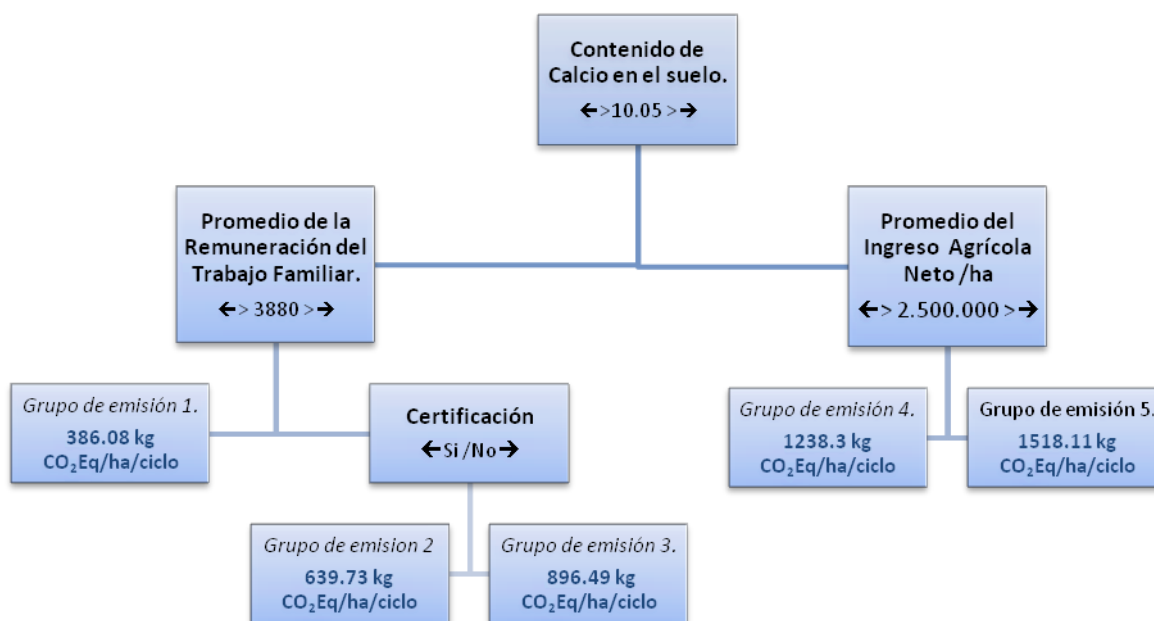 Contenido de
Calcio en el suelo.
←>10.05>→
Promedio de la
Remuneración del
Trabajo Familiar.
←> 3880 >→
Promedio del
Ingreso Agrícola
Neto /ha
←> 2.500.000 >→
Grupo de emisión 1.
386.08 kg
CO₂Eq/ha/ciclo
Certificación
←Si /No→
Grupo de emisión 4.
1238.3 kg
CO₂Eq/ha/ciclo
Grupo de emisión 5.
1518.11 kg
CO₂Eq/ha/ciclo
Grupo de emision 2
639.73 kg
CO₂Eq/ha/ciclo
Grupo de emisión 3.
896.49 kg
CO₂Eq/ha/ciclo